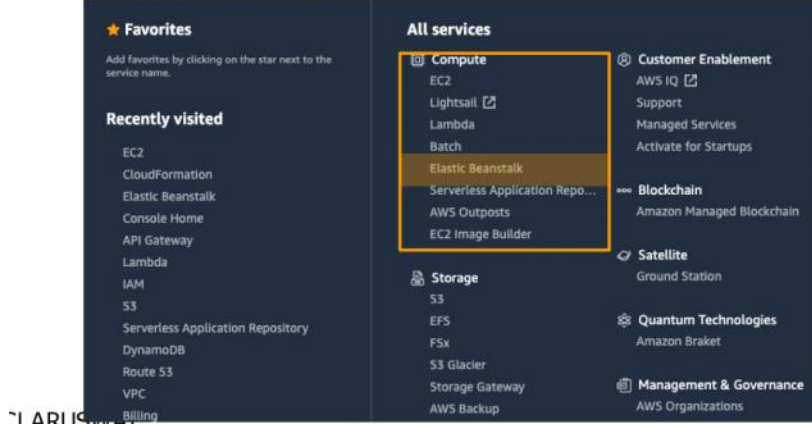 Favorites
Add favorites by clicking on the star next to the
service name.
Recently visited
EC2
CloudFormation
Elastic Beanstalk
Console Home
API Gateway
Lambda
IAM
S3
Serverless Application Repository
DynamoDB
Route 53
VPC
Billing
All services
Compute
EC2
Lightsail
Lambda
Batch
Elastic Beanstalk
Serverless Application Repo...
AWS Outposts
EC2 Image Builder
Storage
S3
EFS
FSx
S3 Glacier
Storage Gateway
AWS Backup
Customer Enablement
AWS IQ
Support
Managed Services
Activate for Startups
Blockchain
Amazon Managed Blockchain
Satellite
Ground Station
Quantum Technologies
Amazon Braket
Management & Governance
AWS Organizations